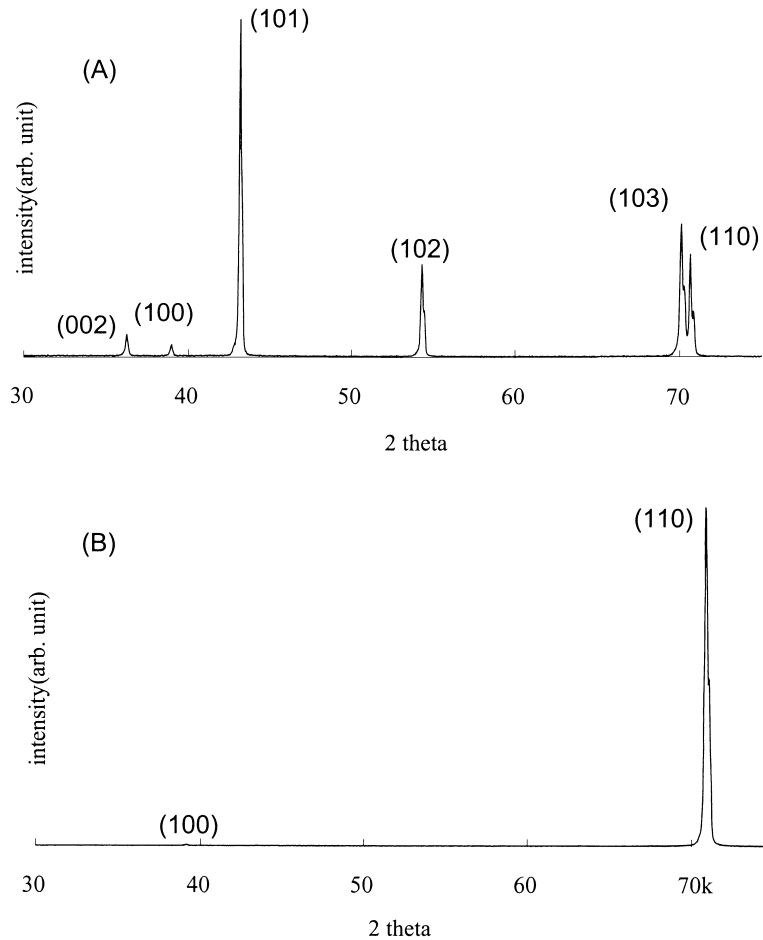 (101)
(A)
intensity(arb. unit)
(103)
(110)
(102)
(100)
(002)
30 40 50 60 70
2 theta
(110)
(B)
intensity(arb. unit)
(100)
30 40 50 60 70k
2 theta